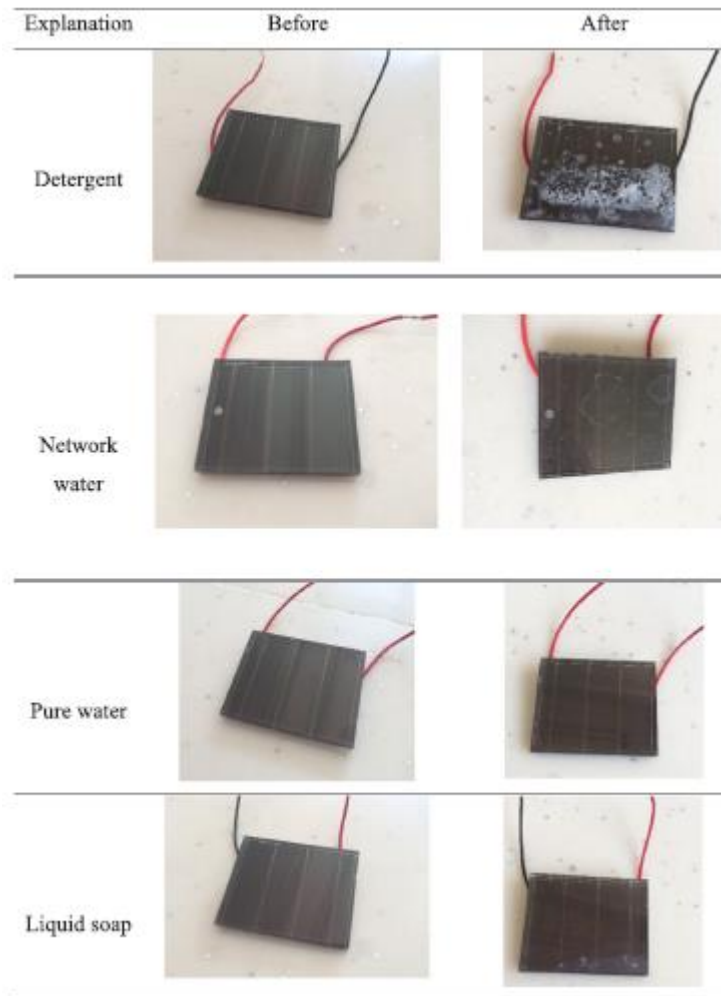 Explanation Before After
Detergent
Network
water
Pure water
Liquid soap